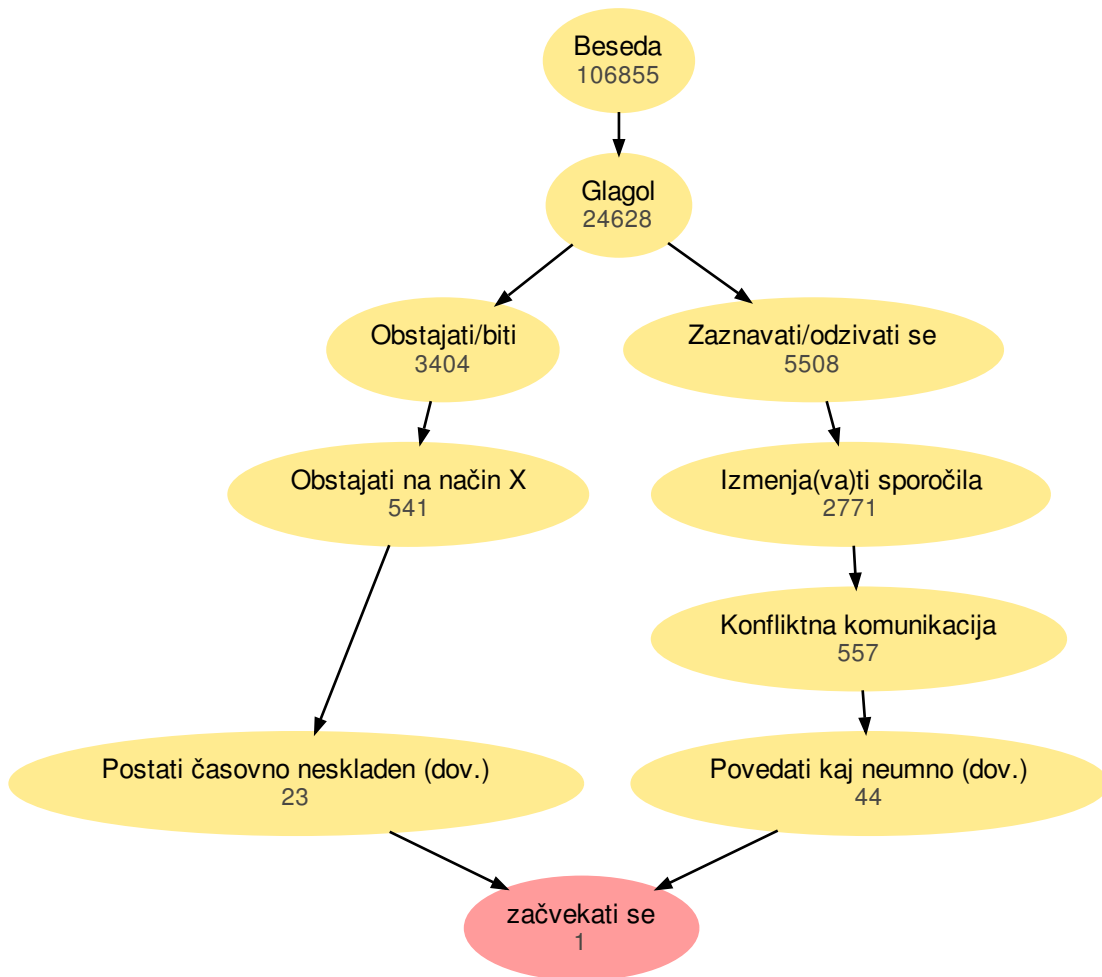 Beseda
106855
Glagol
24628
Obstajati/biti
3404
Zaznavati/odzivati se
5508
Obstajati na način X
541
Izmenja(va)ti sporočila
2771
Konfliktna komunikacija
557
Postati časovno neskladen (dov.)
23
Povedati kaj neumno (dov.)
44
začvekati se
1